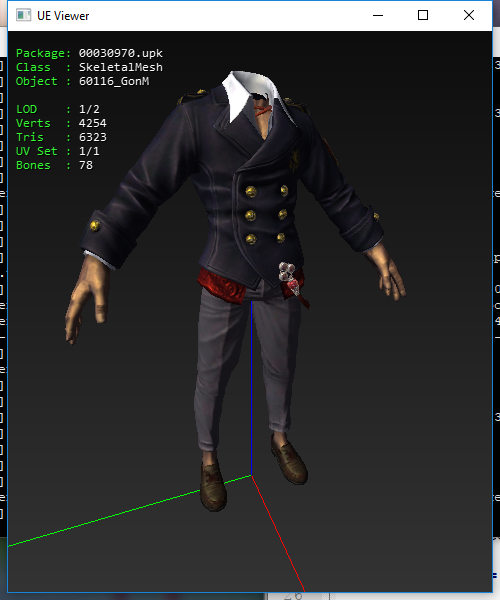 UE Viewer
Package: 00030970.upk
Class : SkeletalMesh
Object : 60116_GonM
LOD : 1/2
Verts : 4254
Tris : 6323
UV Set : 1/1
Bones : 78